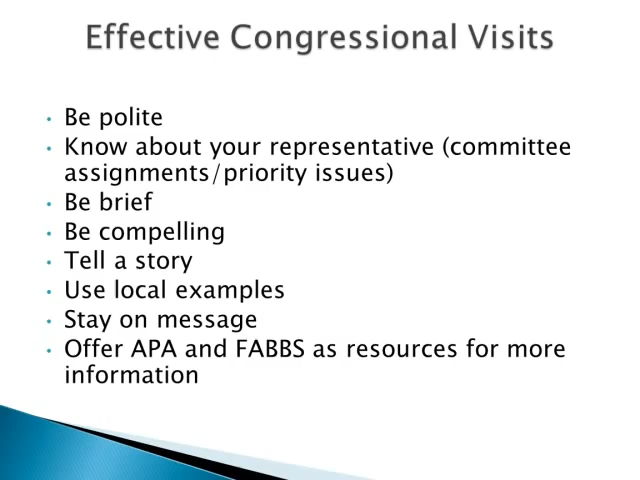 Effective Congressional Visits
• Be polite
• Know about your representative (committee
assignments/priority issues)
• Be brief
• Be compelling
• Tell a story
• Use local examples
• Stay on message
• Offer APA and FABBS as resources for more
information